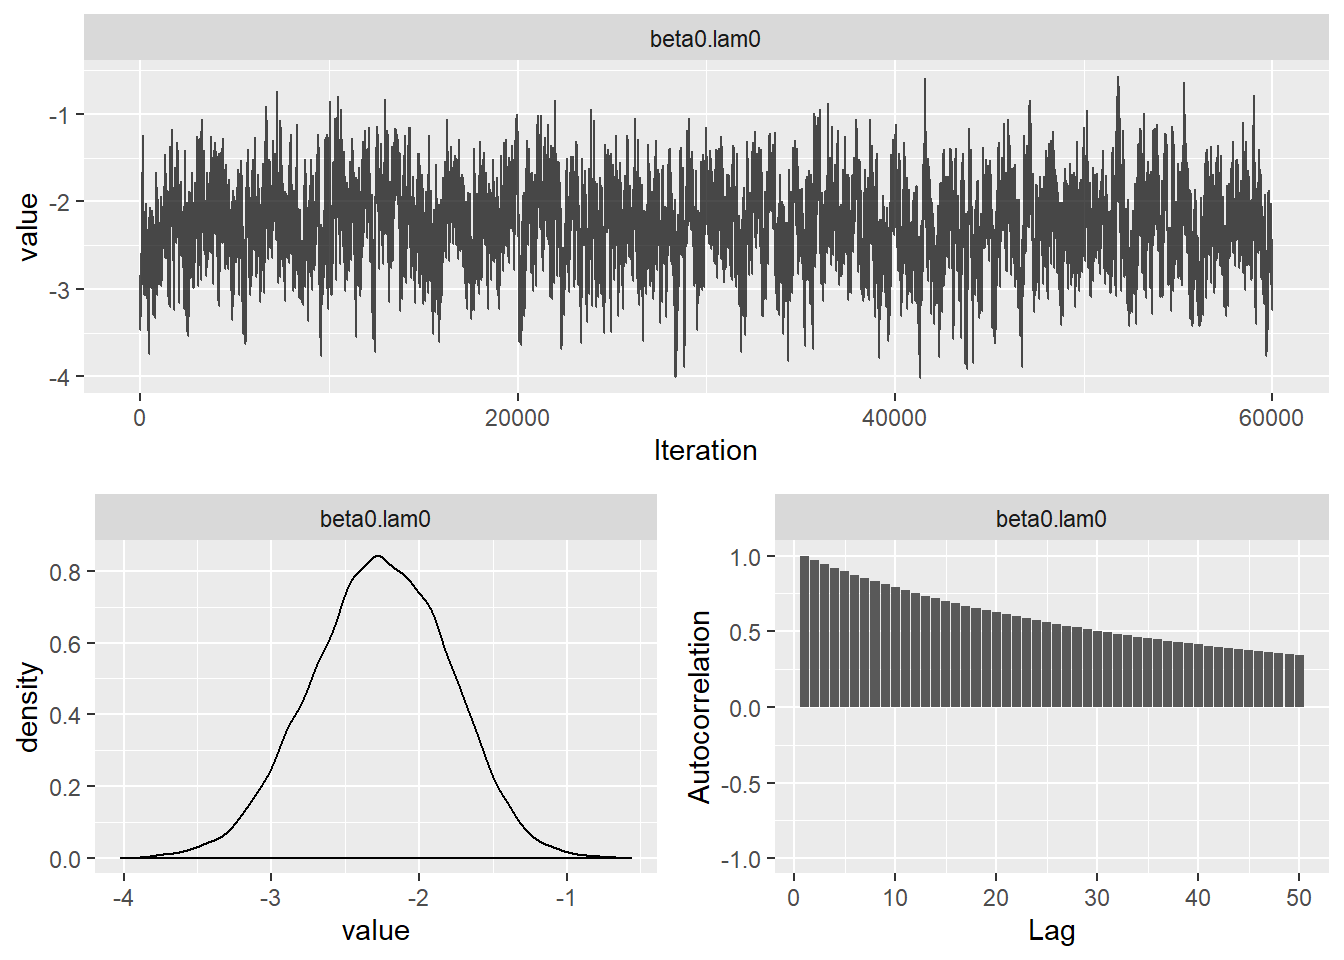 beta0.lam0
-1
-2
-3
-4
value
0 20000 40000 60000
Iteration
beta0.lam0
0.8
0.6
0.4
0.2
0.0
density
-4 -3 -2 -1
value
beta0.lam0
1.0
0.5
0.0
-0.5
-1.0
Autocorrelation
0 10 20 30 40 50
Lag